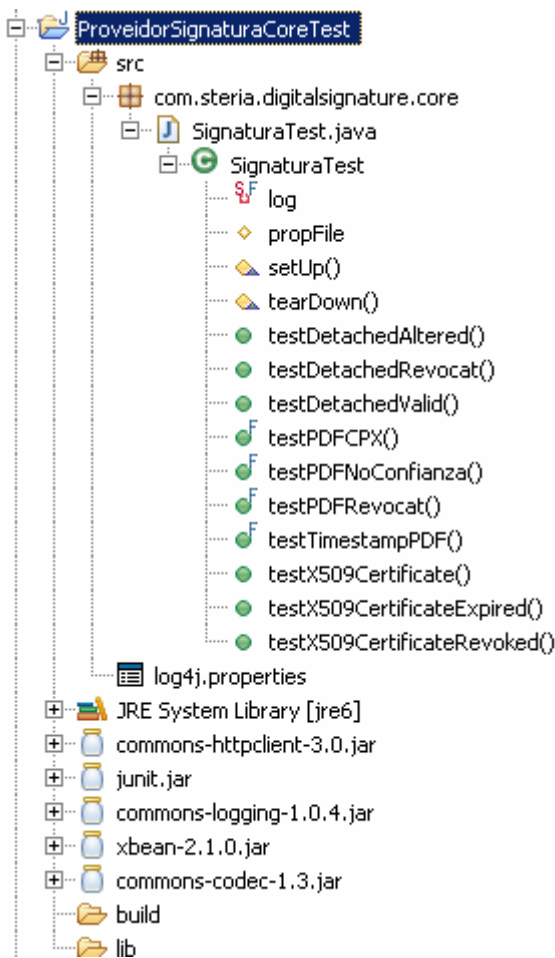 ProveidorSignaturaCoreTest
src
com.steria.digitalsignature.core
SignaturaTest.java
SignaturaTest
log
propFile
setUp()
tearDown()
testDetachedAltered()
testDetachedRevocat()
testDetachedValid()
testPDFCPX()
testPDFNoConfianza()
testPDFRevocat()
testTimestampPDF()
testX509Certificate()
testX509CertificateExpired()
testX509CertificateRevoked()
log4j.properties
JRE System Library [jre6]
commons-httpclient-3.0.jar
junit.jar
commons-logging-1.0.4.jar
xbean-2.1.0.jar
commons-codec-1.3.jar
build
lib